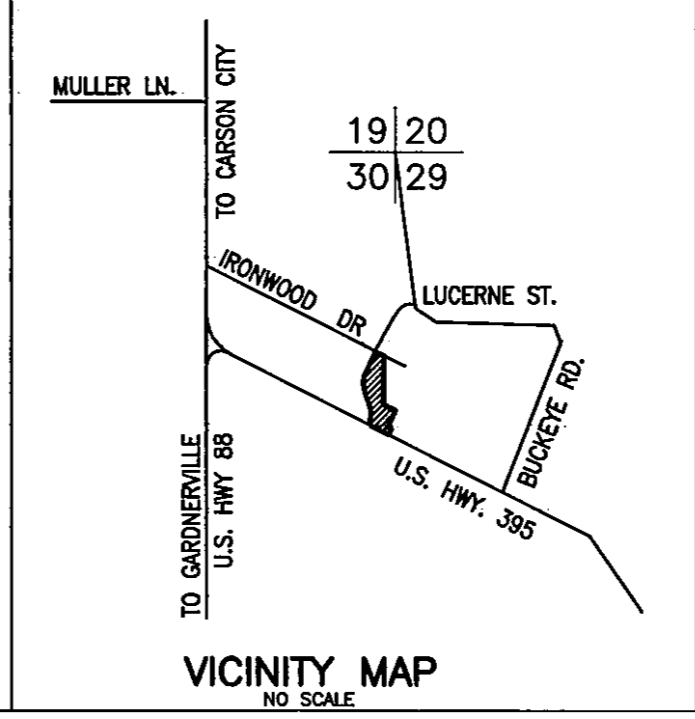 MULLER LN.
TO CARSON CITY
19 20
30 29
IRONWOOD DR
LUCERNE ST.
BUCKEYE RD.
U.S. HWY. 395
TO GARDNERVILLE
U.S. HWY 88
VICINITY MAP
NO SCALE